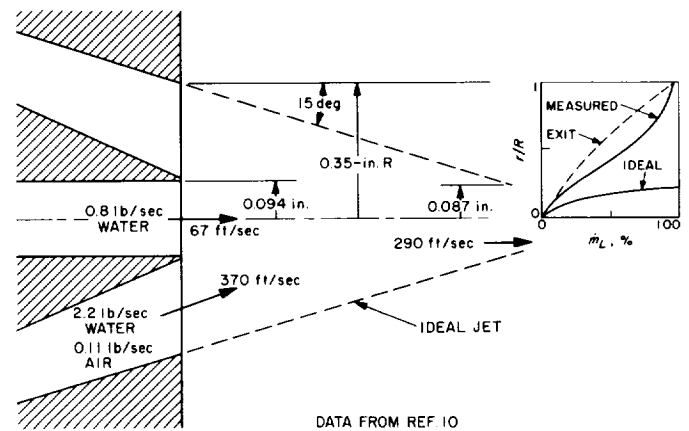 15 deg
0.35-in. R
0.094 in.
0.087 in.
0.8 lb/sec
WATER
67 ft/sec
290 ft/sec
370 ft/sec
2.2 lb/sec
WATER
0.11 lb/sec
AIR
IDEAL JET
DATA FROM REF. 10
1
r/R
0
MEASURED
EXIT
IDEAL
0
100
ṁL, %